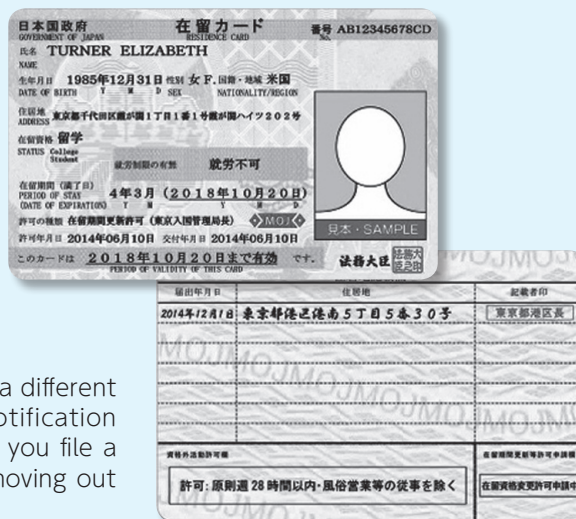 日本国政府 在留カード 番号 AB12345678CD
GOVERNMENT OF JAPAN RESIDENCE CARD No.
氏名 TURNER ELIZABETH
NAME
生年月日 1985年12月31日 性別 女 F. 国籍・地域 米国
DATE OF BIRTH Y M D SEX NATIONALITY/REGION
住居地 東京都千代田区霞が関1丁目1番1号霞が関ハイツ202号
ADDRESS
在留資格 留学
STATUS College
Student
就労制限の有無 就労不可
在留期間(満了日) 4年3月(2018年10月20日)
PERIOD OF STAY
(DATE OF EXPIRATION) Y M Y M D
許可の種類 在留期間更新許可(東京入国管理局長) MOJ
許可年月日 2014年06月10日 交付年月日 2014年06月10日
見本・SAMPLE
このカードは 2018年10月20日まで有効 です。 法務大臣
PERIOD OF VALIDITY OF THIS CARD
届出年月日 住居地 記載者印
2014年12月1日 東京都港区港南5丁目5番30号 東京都港区長
MOJMOJMOJMOJ
資格外活動許可欄 在留期間更新等許可申請欄
許可:原則週28時間以内・風俗営業等の従事を除く 在留資格変更許可申請中
a different
otification
you file a
noving out